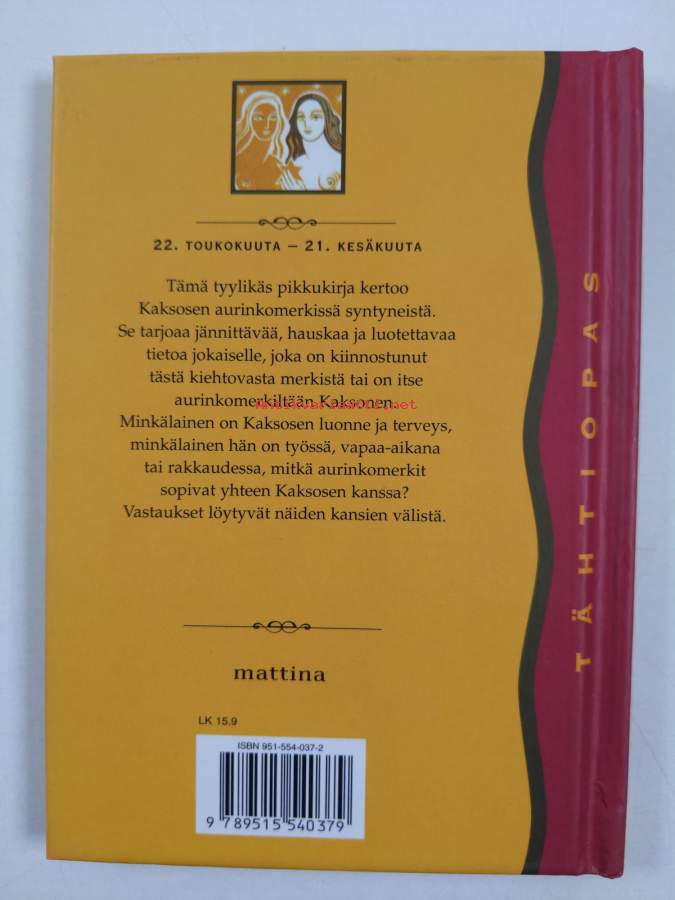 22. TOUKOKUUTA – 21. KESÄKUUTA
Tämä tyylikäs pikkukirja kertoo
Kaksosen aurinkomerkissä syntyneistä.
Se tarjoaa jännittävää, hauskaa ja luotettavaa
tietoa jokaiselle, joka on kiinnostunut
tästä kiehtovasta merkistä tai on itse
aurinkomerkiltään Kaksonen.
Antikvariaatti.net
Minkälainen on Kaksosen luonne ja terveys,
minkälainen hän on työssä, vapaa-aikana
tai rakkaudessa, mitkä aurinkomerkit
sopivat yhteen Kaksosen kanssa?
Vastaukset löytyvät näiden kansien välistä.
mattina
LK 15.9
ISBN 951-554-037-2
9 789515 540379
TÄHTIOPAS